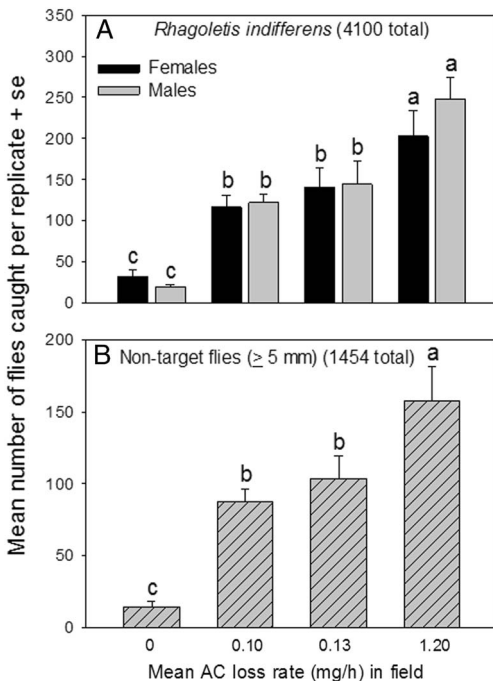 A
Rhagoletis indifferens (4100 total)
Females
Males
350
300
250
200
150
100
50
0
c
c
b
b
b
b
a
a
Mean number of flies caught per replicate + se
B
Non-target flies (≥ 5 mm) (1454 total)
200
150
100
50
0
c
b
b
a
0
0.10
0.13
1.20
Mean AC loss rate (mg/h) in field